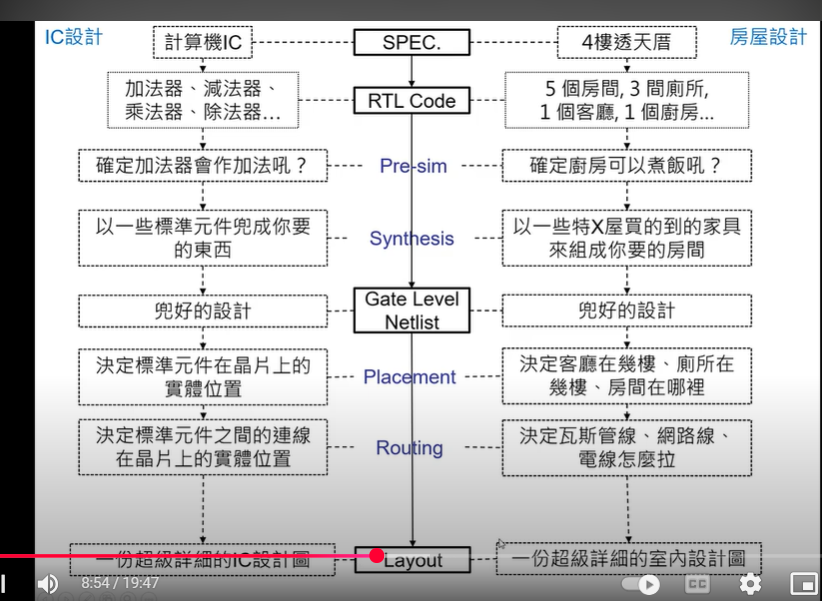 IC設計
房屋設計
計算機IC
SPEC.
4樓透天厝
加法器、減法器、
乘法器、除法器...
RTL Code
5 個房間, 3 間廁所,
1 個客廳, 1 個廚房...
確定加法器會作加法吼？
Pre-sim
確定廚房可以煮飯吼？
以一些標準元件兜成你要
的東西
Synthesis
以一些特X屋買的到的家具
來組成你要的房間
兜好的設計
Gate Level
Netlist
兜好的設計
決定標準元件在晶片上的
實體位置
Placement
決定客廳在幾樓、廁所在
幾樓、房間在哪裡
決定標準元件之間的連線
在晶片上的實體位置
Routing
決定瓦斯管線、網路線、
電線怎麼拉
一份超級詳細的IC設計圖
Layout
一份超級詳細的室內設計圖
8:54 / 19:47
CC